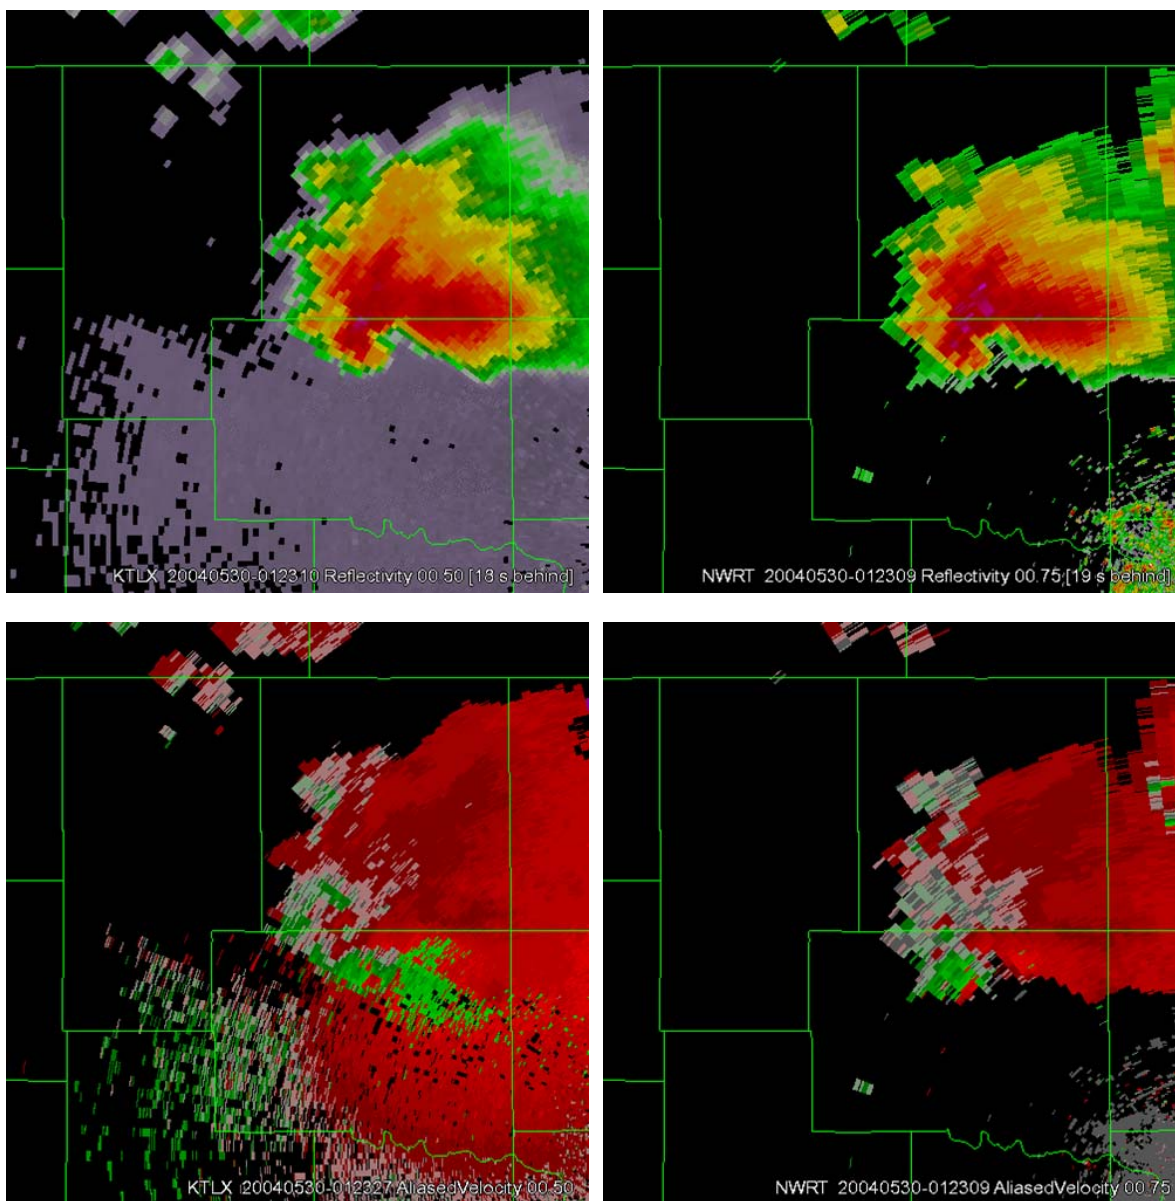 KTLX 20040530-012310 Reflectivity 00.50 [18 s behind]
NWRT 20040530-012309 Reflectivity 00.75 [19 s behind]
KTLX 20040530-012327 AliasedVelocity 00.50
NWRT 20040530-012309 AliasedVelocity 00.75